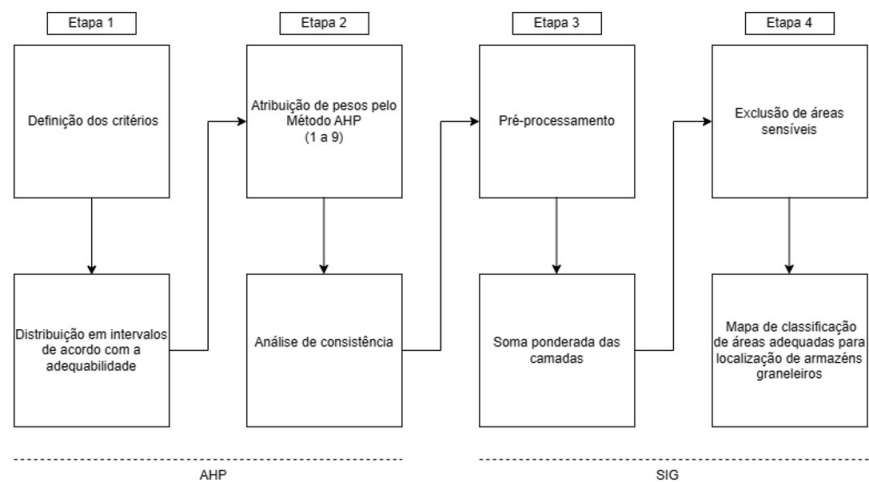 Etapa 1
Definição dos critérios
Distribuição em intervalos
de acordo com a
adequabilidade
Etapa 2
Atribuição de pesos pelo
Método AHP
(1 a 9)
Análise de consistência
AHP
Etapa 3
Pré-processamento
Soma ponderada das
camadas
Etapa 4
Exclusão de áreas
sensíveis
Mapa de classificação
de áreas adequadas para
localização de armazéns
graneleiros
SIG